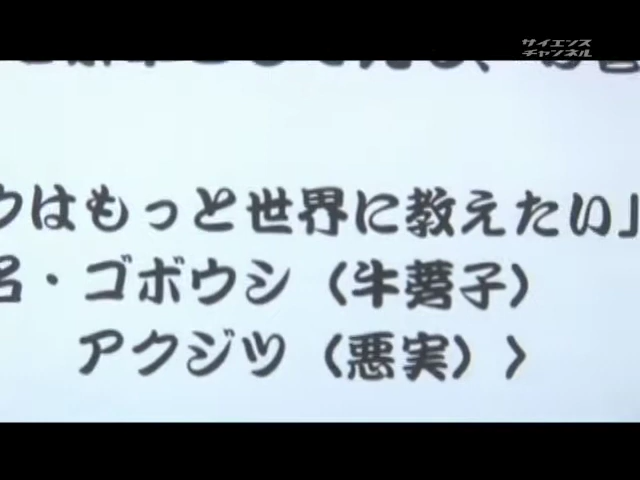 サイエンス
チャンネル
ウはもっと世界に教えたい」
名・ゴボウシ（牛蒡子）
アクジツ（悪実）〉